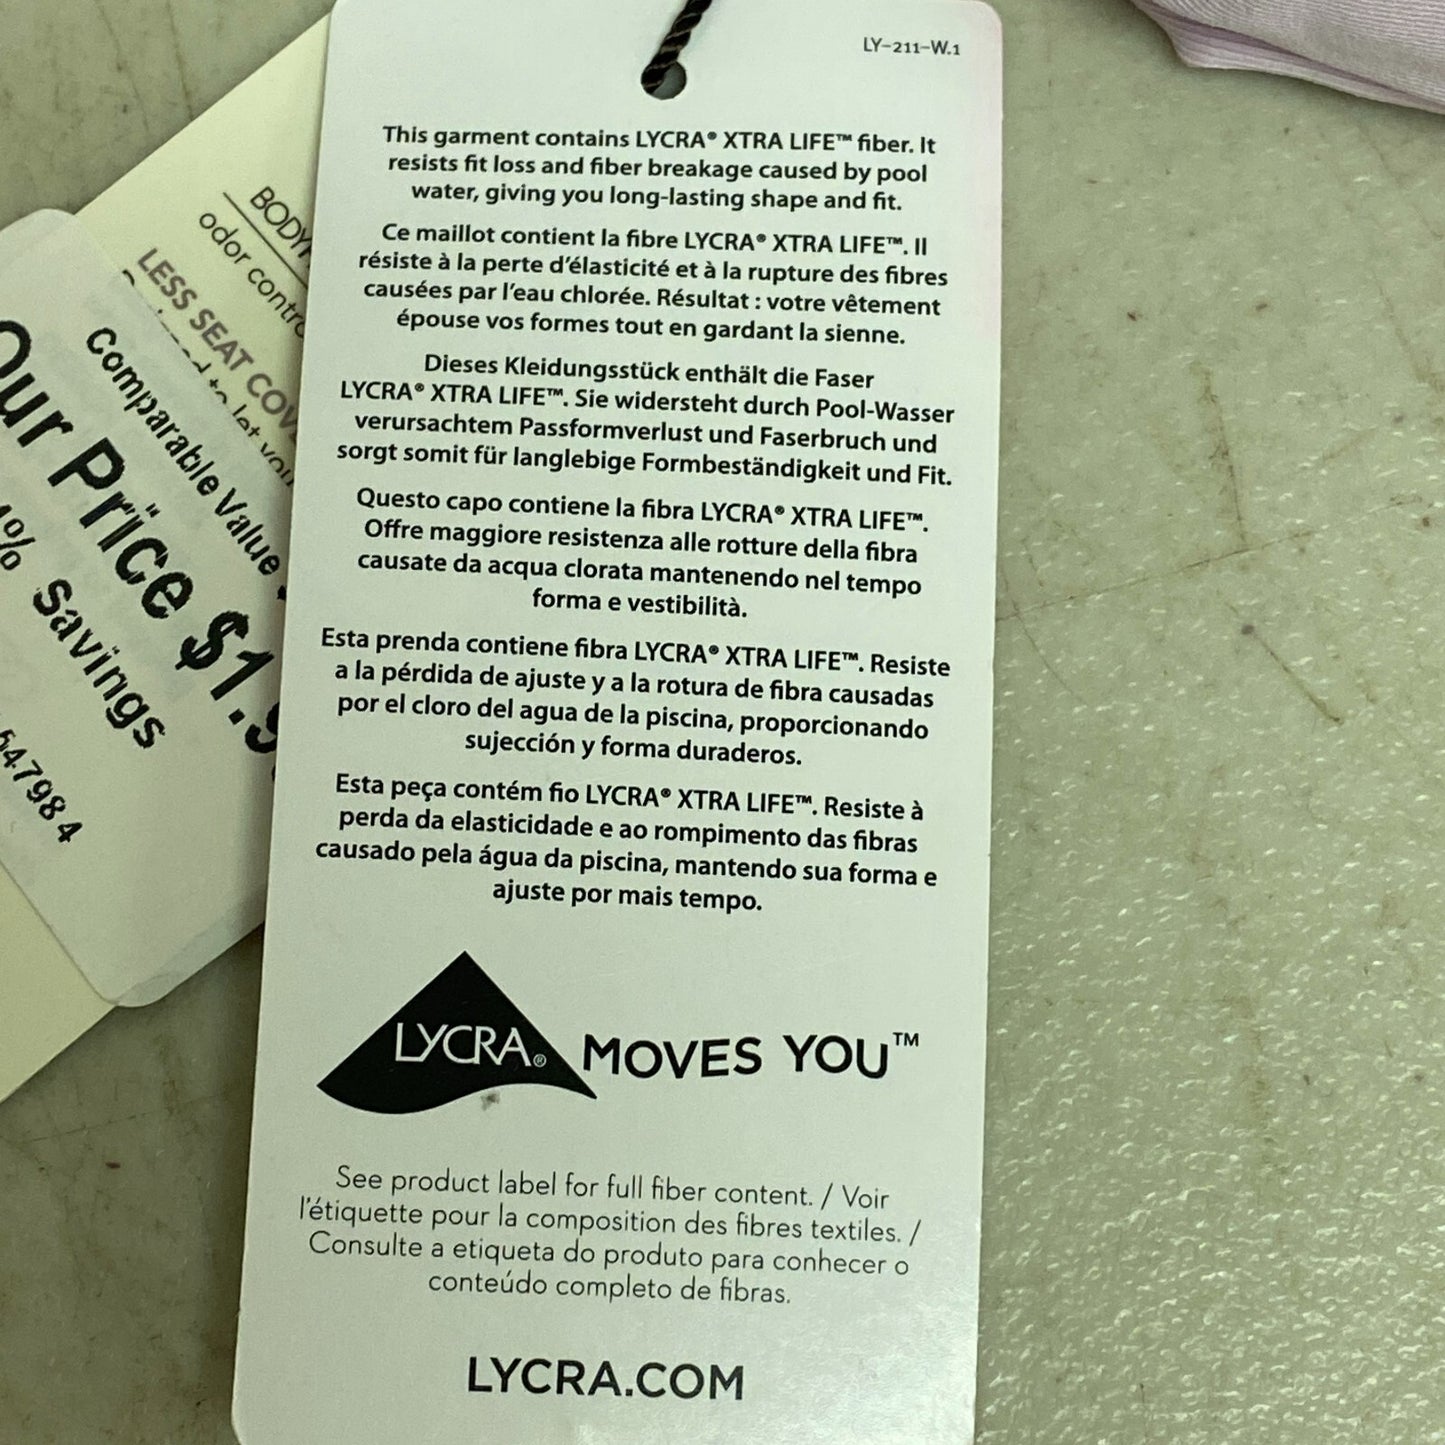 LY-211-W.1
This garment contains LYCRA® XTRA LIFE™ fiber. It
resists fit loss and fiber breakage caused by pool
water, giving you long-lasting shape and fit.
Ce maillot contient la fibre LYCRA® XTRA LIFE™. Il
résiste à la perte d'élasticité et à la rupture des fibres
causées par l'eau chlorée. Résultat : votre vêtement
épouse vos formes tout en gardant la sienne.
Dieses Kleidungsstück enthält die Faser
LYCRA® XTRA LIFE™. Sie widersteht durch Pool-Wasser
verursachtem Passformverlust und Faserbruch und
sorgt somit für langlebige Formbeständigkeit und Fit.
Questo capo contiene la fibra LYCRA® XTRA LIFE™.
Offre maggiore resistenza alle rotture della fibra
causate da acqua clorata mantenendo nel tempo
forma e vestibilità.
Esta prenda contiene fibra LYCRA® XTRA LIFE™. Resiste
a la pérdida de ajuste y a la rotura de fibra causadas
por el cloro del agua de la piscina, proporcionando
sujección y forma duraderos.
Esta peça contém fio LYCRA® XTRA LIFE™. Resiste à
perda da elasticidade e ao rompimento das fibras
causado pela água da piscina, mantendo sua forma e
ajuste por mais tempo.
LYCRA® MOVES YOU™
See product label for full fiber content. / Voir
l'étiquette pour la composition des fibres textiles. /
Consulte a etiqueta do produto para conhecer o
conteúdo completo de fibras.
LYCRA.COM
odor
LESS SEAT
Comparable Value
Our Price $1.9
% Savings
547984